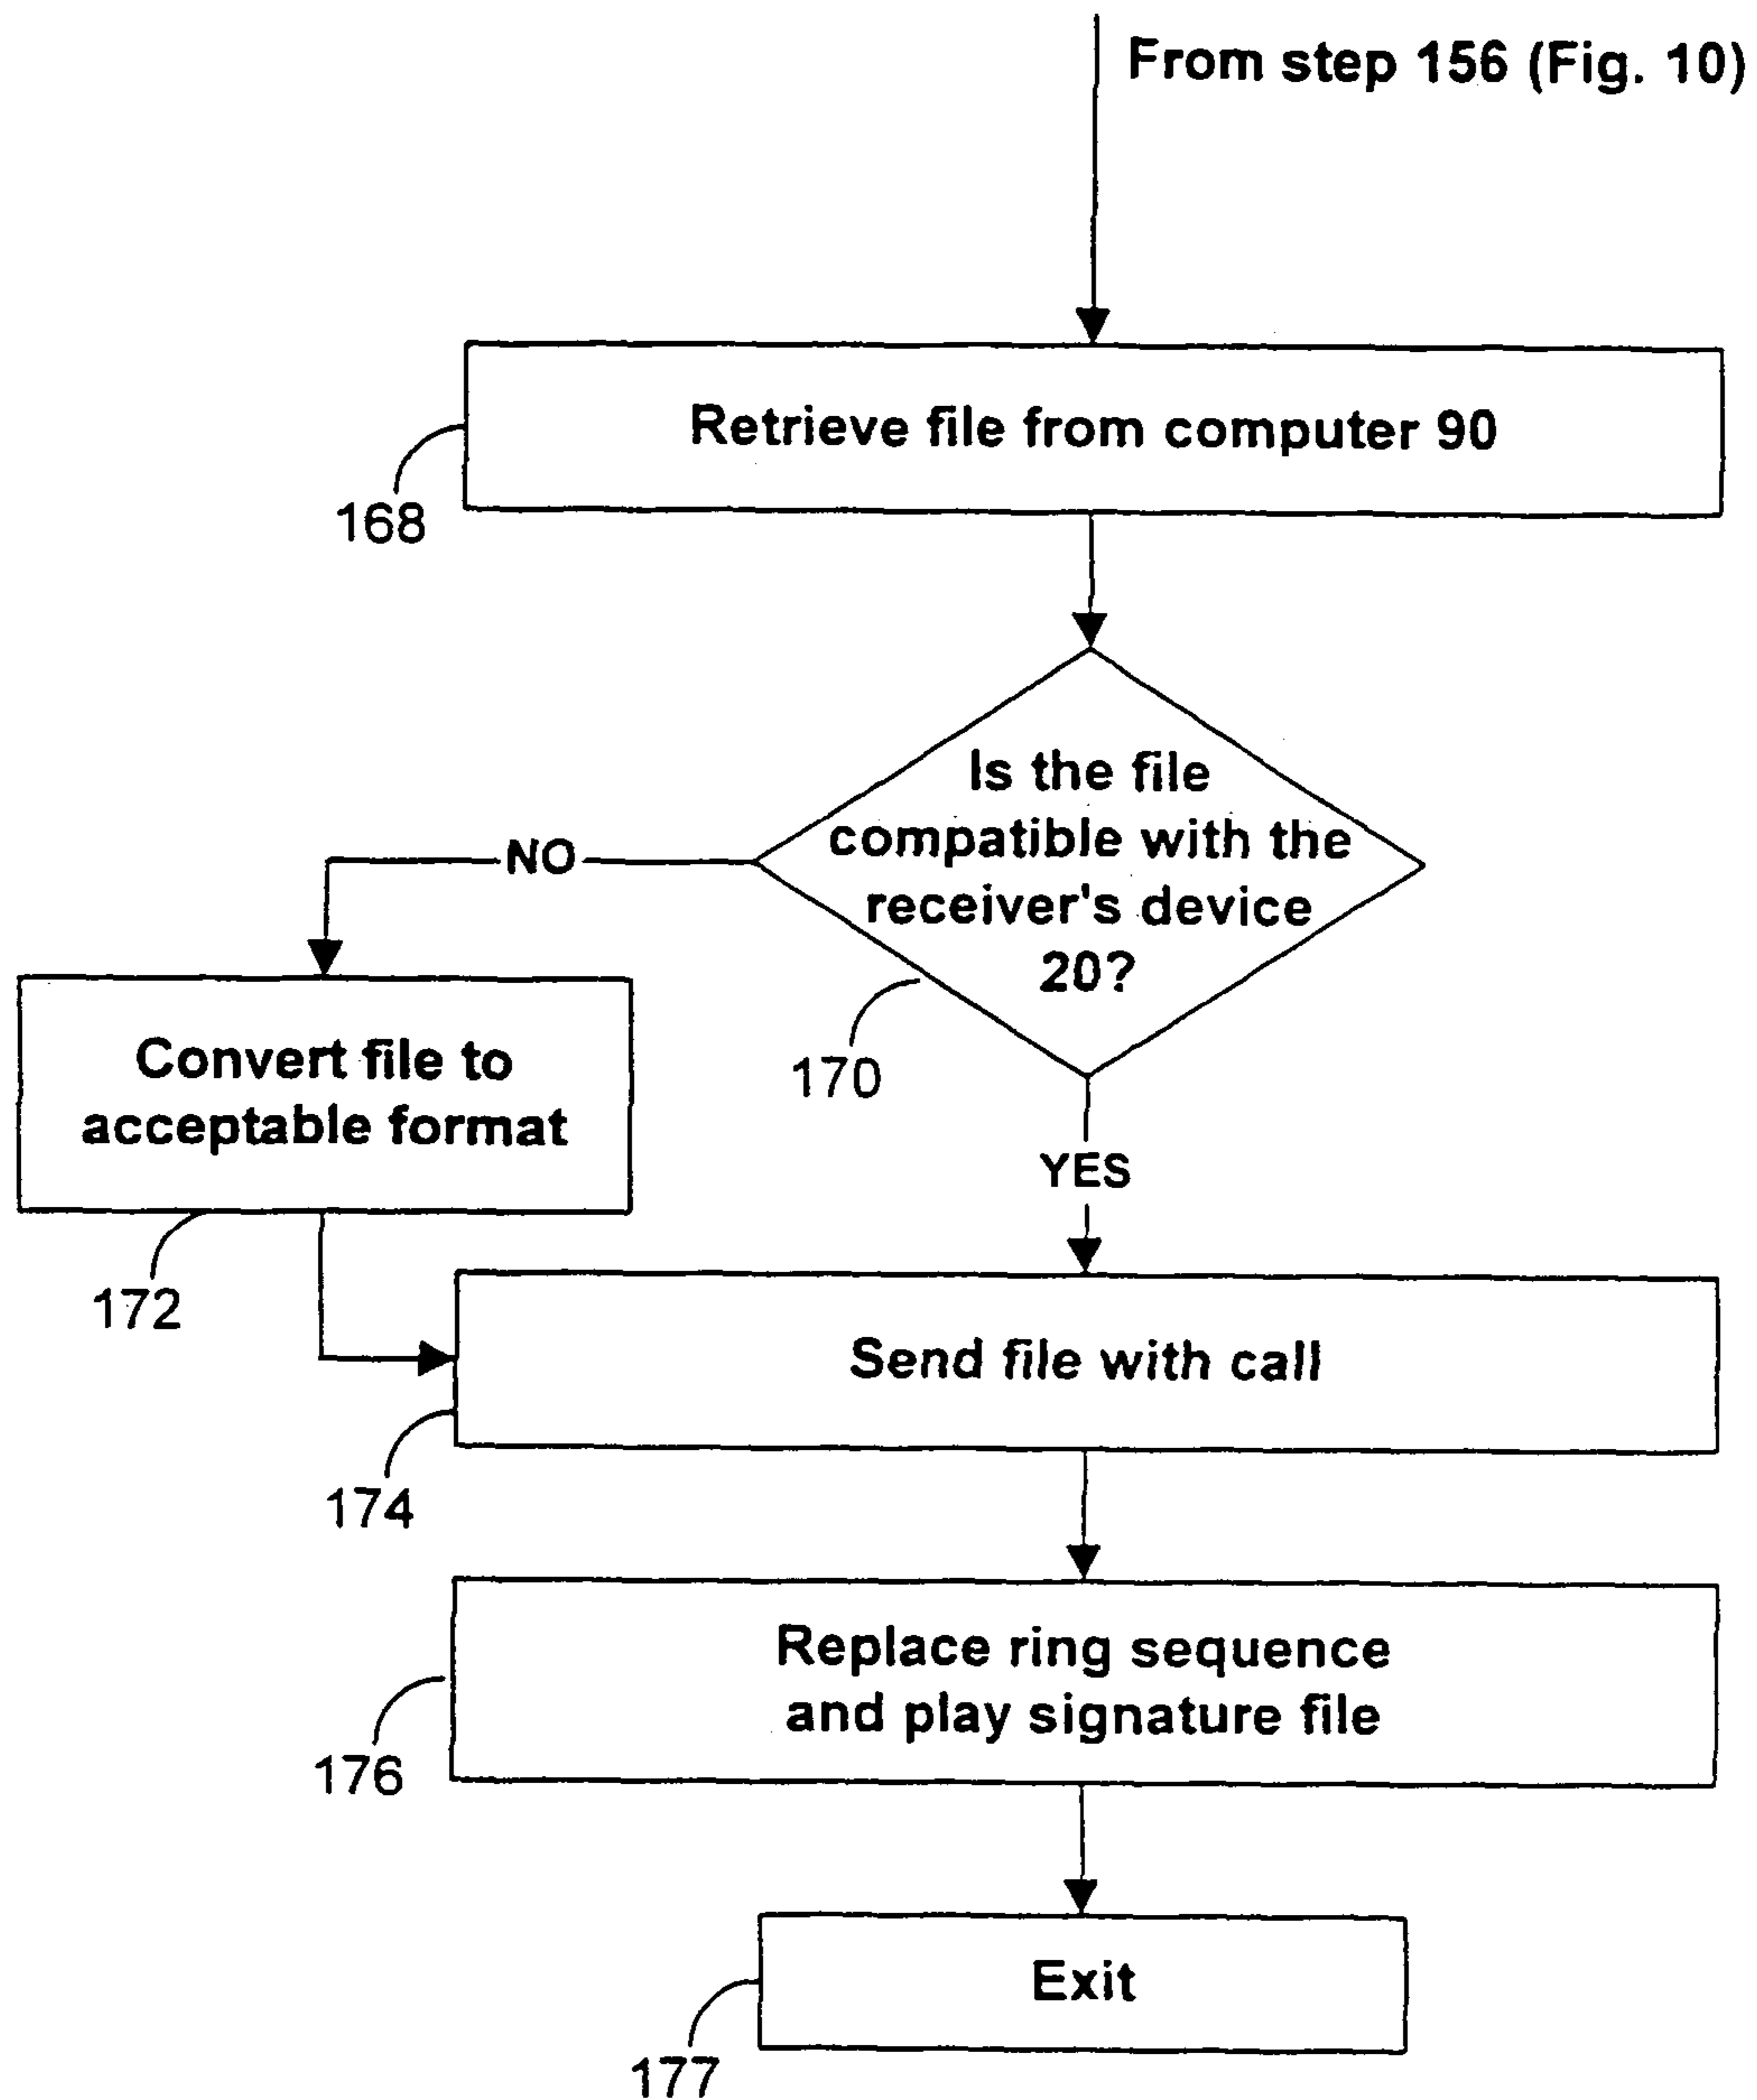 From step 156 (Fig. 10)
Retrieve file from computer 90
168
Is the file
compatible with the
receiver's device
20?
NO
170
Convert file to
acceptable format
YES
172
Send file with call
174
Replace ring sequence
and play signature file
176
Exit
177